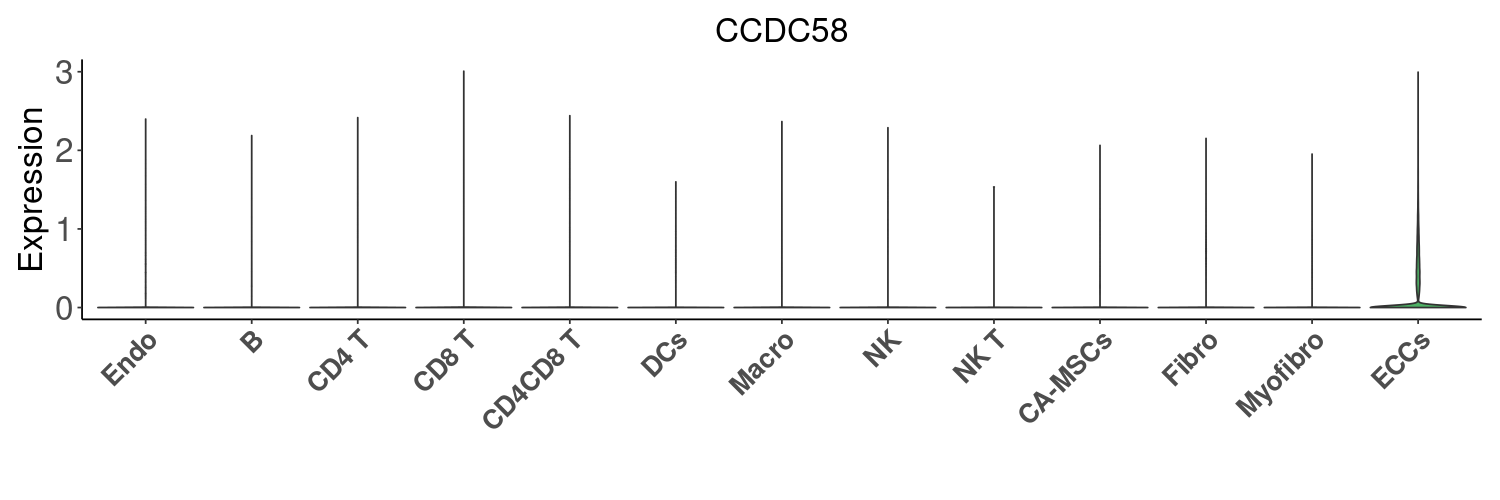 CCDC58
Expression
3
2
1
0
Endo
B
CD4 T
CD8 T
CD4CD8 T
DCs
Macro
NK
NK T
CA-MSCs
Fibro
Myofibro
ECCs